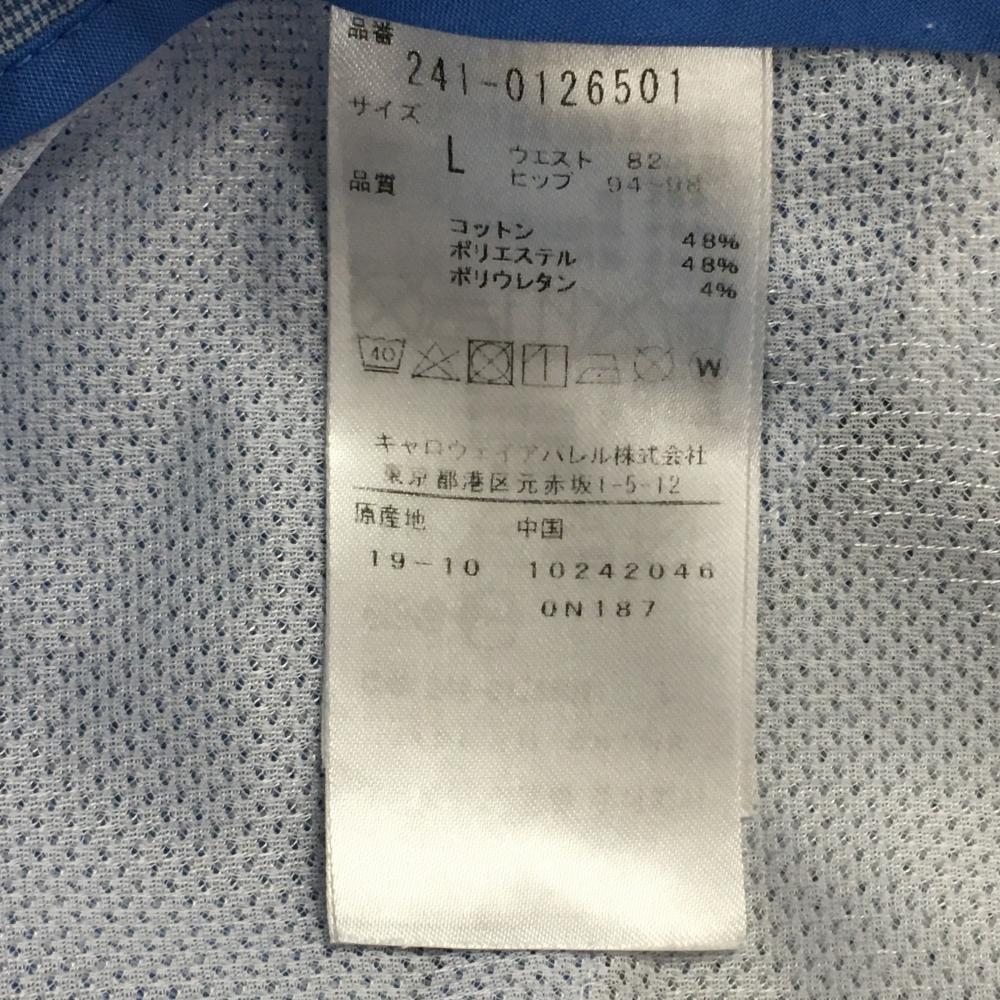 品番
241-0126501
サイズ
L ウエスト 82
ヒップ 94-98
品質
コットン 48%
ポリエステル 48%
ポリウレタン 4%
40 W
キャロウェイアパレル株式会社
東京都港区元赤坂1-5-12
原産地 中国
19-10 10242046
0N187